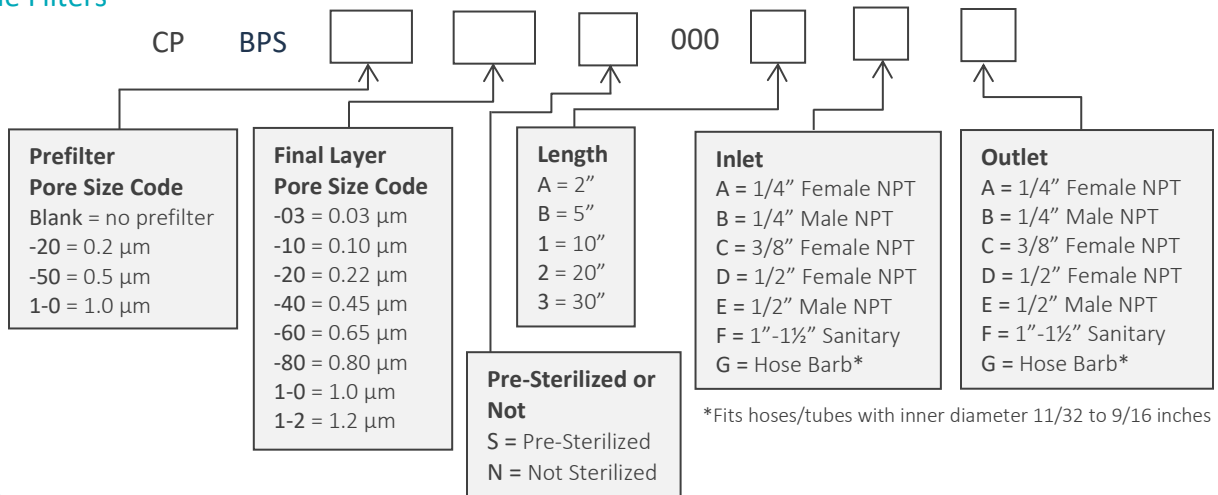 CP BPS 000
Prefilter
Pore Size Code
Blank = no prefilter
-20 = 0.2 µm
-50 = 0.5 µm
1-0 = 1.0 µm
Final Layer
Pore Size Code
-03 = 0.03 µm
-10 = 0.10 µm
-20 = 0.22 µm
-40 = 0.45 µm
-60 = 0.65 µm
-80 = 0.80 µm
1-0 = 1.0 µm
1-2 = 1.2 µm
Pre-Sterilized or
Not
S = Pre-Sterilized
N = Not Sterilized
Length
A = 2”
B = 5”
1 = 10”
2 = 20”
3 = 30”
Inlet
A = 1/4” Female NPT
B = 1/4” Male NPT
C = 3/8” Female NPT
D = 1/2” Female NPT
E = 1/2” Male NPT
F = 1”-1½” Sanitary
G = Hose Barb*
Outlet
A = 1/4” Female NPT
B = 1/4” Male NPT
C = 3/8” Female NPT
D = 1/2” Female NPT
E = 1/2” Male NPT
F = 1”-1½” Sanitary
G = Hose Barb*
*Fits hoses/tubes with inner diameter 11/32 to 9/16 inches